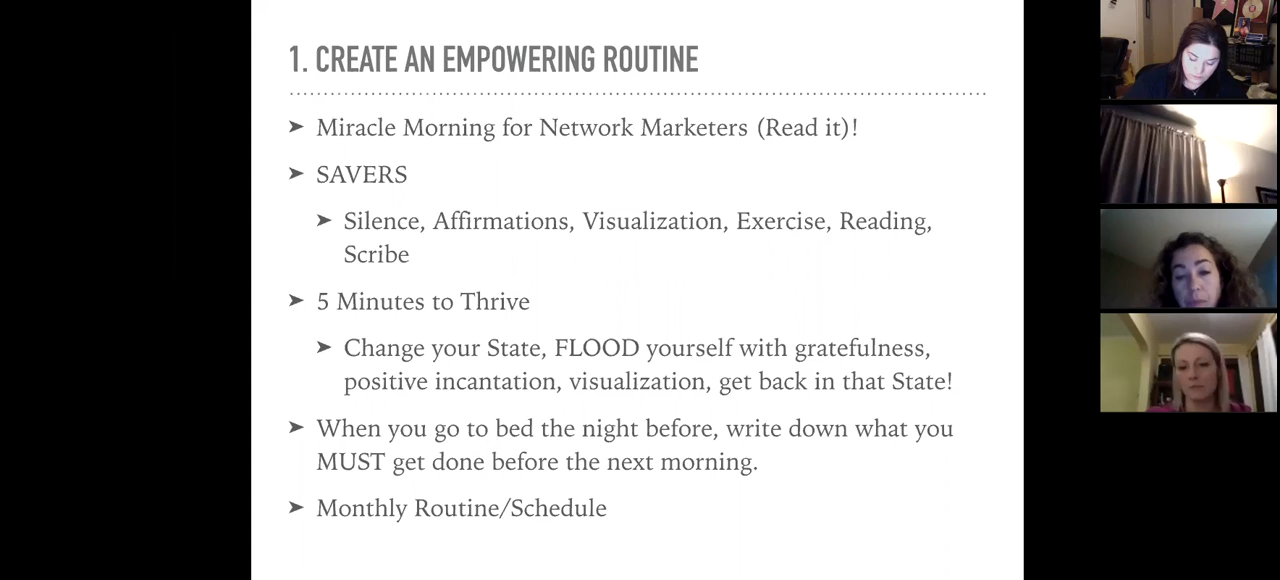 1. CREATE AN EMPOWERING ROUTINE
➤ Miracle Morning for Network Marketers (Read it)!
➤ SAVERS
➤ Silence, Affirmations, Visualization, Exercise, Reading,
Scribe
➤ 5 Minutes to Thrive
➤ Change your State, FLOOD yourself with gratefulness,
positive incantation, visualization, get back in that State!
➤ When you go to bed the night before, write down what you
MUST get done before the next morning.
➤ Monthly Routine/Schedule